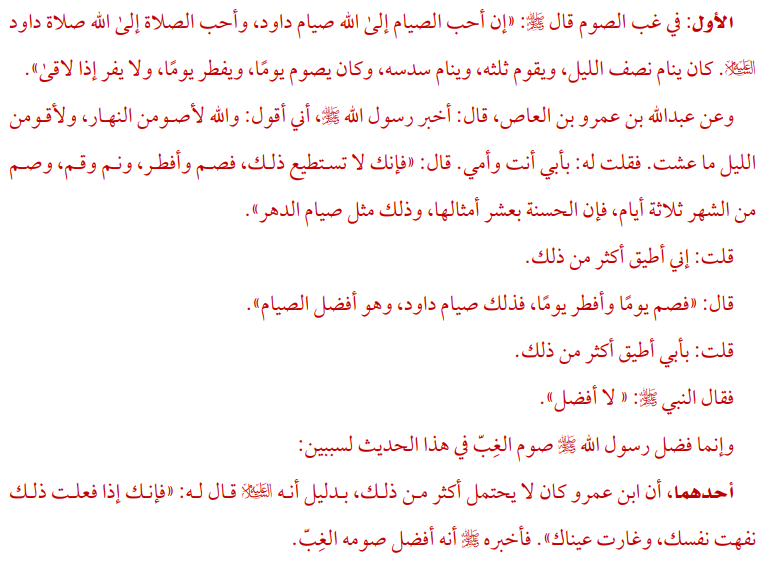 الأول: في غب الصوم قال ﷺ: «إن أحب الصيام إلىٰ الله صيام داود، وأحب الصلاة إلىٰ الله صلاة داود
عليه السلام. كان ينام نصف الليل، ويقوم ثلثه، وينام سدسه، وكان يصوم يومًا، ويفطر يومًا، ولا يفر إذا لاقىٰ».
وعن عبدالله بن عمرو بن العاص، قال: أخبر رسول الله ﷺ، أني أقول: والله لأصومن النهار، ولأقومن
الليل ما عشت. فقلت له: بأبي أنت وأمي. قال: «فإنك لا تستطيع ذلك، فصم وأفطر، ونم وقم، وصم
من الشهر ثلاثة أيام، فإن الحسنة بعشر أمثالها، وذلك مثل صيام الدهر».
قلت: إني أطيق أكثر من ذلك.
قال: «فصم يومًا وأفطر يومًا، فذلك صيام داود، وهو أفضل الصيام».
قلت: بأبي أطيق أكثر من ذلك.
فقال النبي ﷺ: « لا أفضل».
وإنما فضل رسول الله ﷺ صوم الغِبّ في هذا الحديث لسببين:
أحدهما، أن ابن عمرو كان لا يحتمل أكثر من ذلك، بدليل أنه عليه السلام قال له: «فإنك إذا فعلت ذلك
نفهت نفسك، وغارت عيناك». فأخبره ﷺ أنه أفضل صومه الغِبّ.